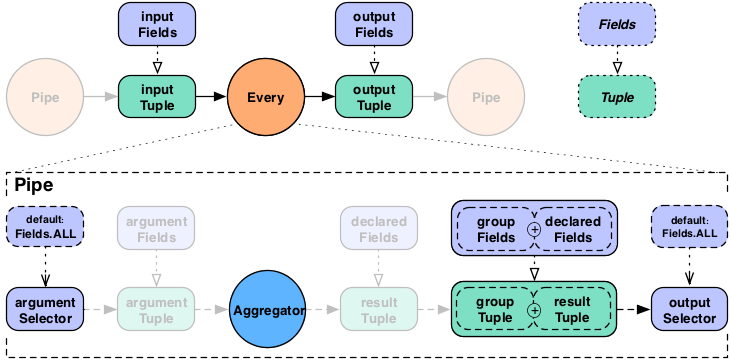 input
Fields
output
Fields
Fields
Pipe
input
Tuple
Every
output
Tuple
Pipe
Tuple
Pipe
default:
Fields.ALL
argument
Fields
declared
Fields
group
Fields
+
declared
Fields
default:
Fields.ALL
argument
Selector
argument
Tuple
Aggregator
result
Tuple
group
Tuple
+
result
Tuple
output
Selector